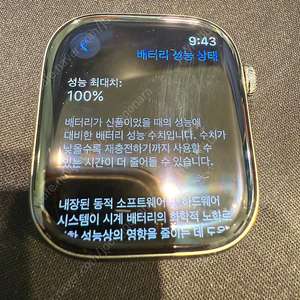 9:43
배터리 성능 상태
성능 최대치:
100%
배터리가 신품이었을 때의 성능에
대비한 배터리 성능 수치입니다. 수치가
낮을수록 재충전하기까지 사용할 수
있는 시간이 더 줄어들 수 있습니다.
내장된 동적 소프트웨어 및 하드웨어
시스템이 시계 배터리의 화학적 노화로
성능상의 영향을 줄이는 데 도움